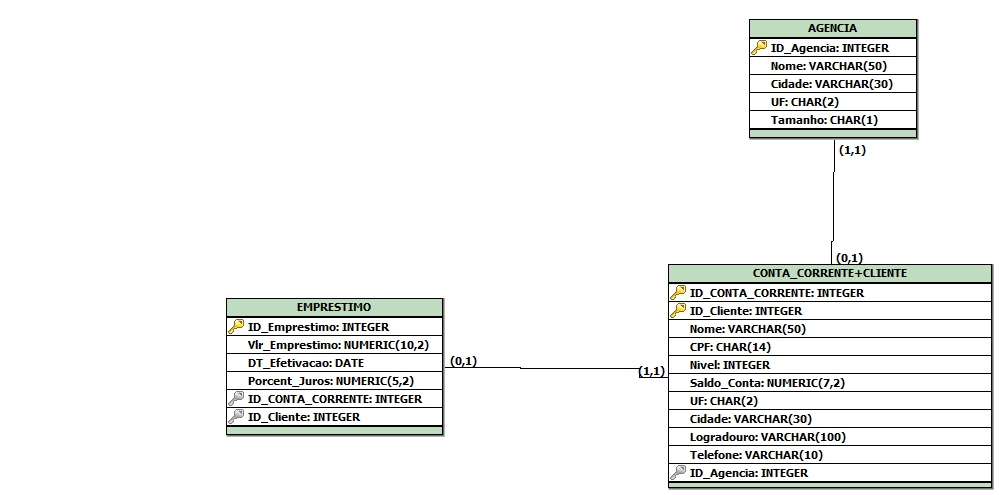 AGENCIA
ID_Agencia: INTEGER
Nome: VARCHAR(50)
Cidade: VARCHAR(30)
UF: CHAR(2)
Tamanho: CHAR(1)
(1,1)
(0,1)
CONTA_CORRENTE+CLIENTE
ID_CONTA_CORRENTE: INTEGER
ID_Cliente: INTEGER
Nome: VARCHAR(50)
CPF: CHAR(14)
Nivel: INTEGER
Saldo_Conta: NUMERIC(7,2)
UF: CHAR(2)
Cidade: VARCHAR(30)
Logradouro: VARCHAR(100)
Telefone: VARCHAR(10)
ID_Agencia: INTEGER
(1,1)
(0,1)
EMPRESTIMO
ID_Emprestimo: INTEGER
Vlr_Emprestimo: NUMERIC(10,2)
DT_Efetivacao: DATE
Porcent_Juros: NUMERIC(5,2)
ID_CONTA_CORRENTE: INTEGER
ID_Cliente: INTEGER